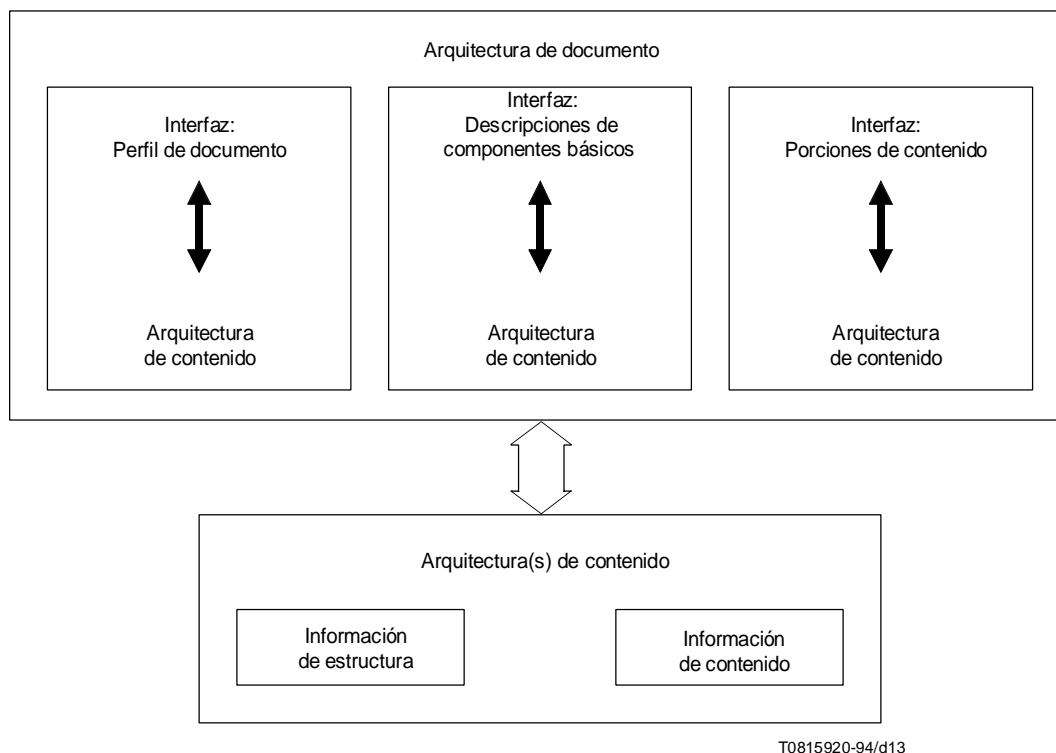 Arquitectura de documento
Interfaz:
Perfil de documento
Arquitectura
de contenido
Interfaz:
Descripciones de
componentes básicos
Arquitectura
de contenido
Interfaz:
Porciones de contenido
Arquitectura
de contenido
Arquitectura(s) de contenido
Información
de estructura
Información
de contenido
T0815920-94/d13